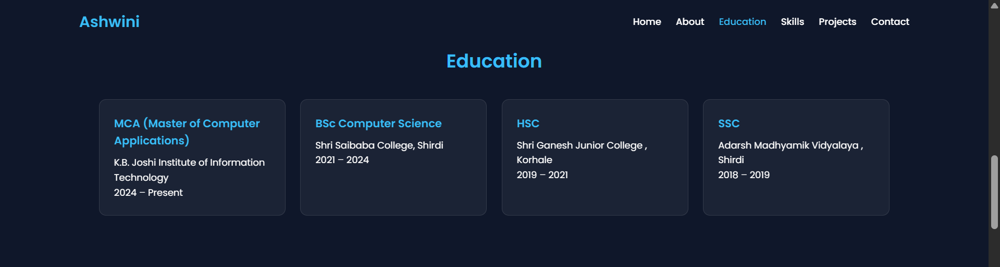 Ashwini
Home About Education Skills Projects Contact
Education
MCA (Master of Computer
Applications)
K.B. Joshi Institute of Information
Technology
2024 – Present
BSc Computer Science
Shri Saibaba College, Shirdi
2021 – 2024
HSC
Shri Ganesh Junior College ,
Korhale
2019 – 2021
SSC
Adarsh Madhyamik Vidyalaya ,
Shirdi
2018 – 2019